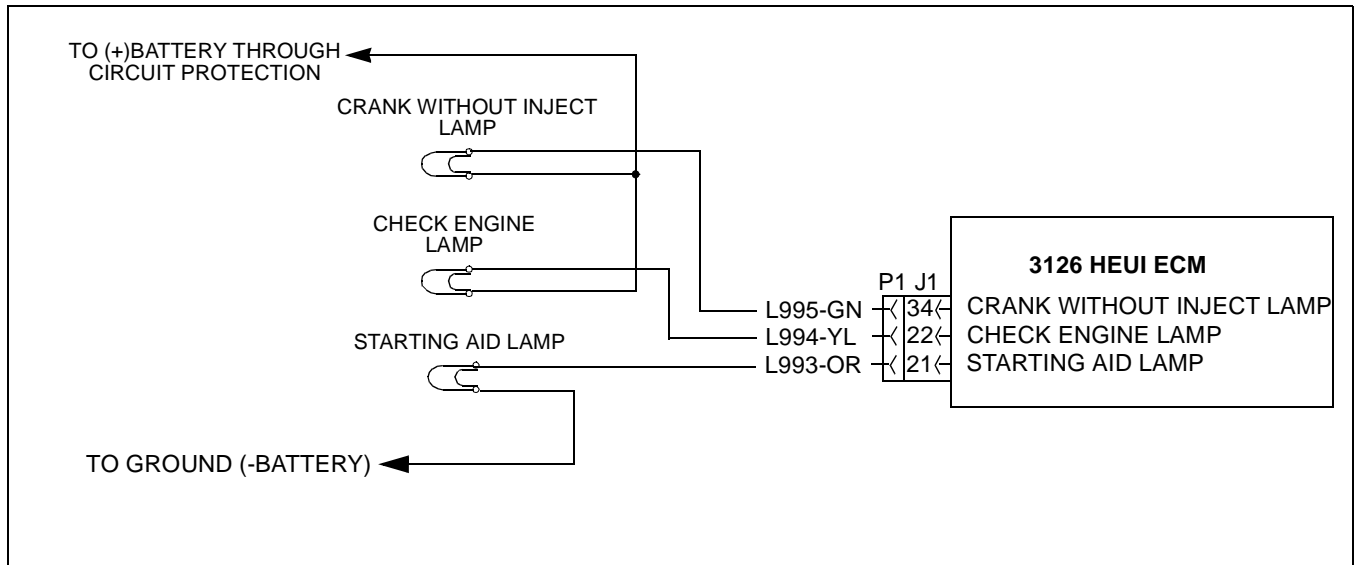 TO (+)BATTERY THROUGH
CIRCUIT PROTECTION
CRANK WITHOUT INJECT
LAMP
CHECK ENGINE
LAMP
STARTING AID LAMP
TO GROUND (-BATTERY)
3126 HEUI ECM
P1 J1
L995-GN 34 CRANK WITHOUT INJECT LAMP
L994-YL 22 CHECK ENGINE LAMP
L993-OR 21 STARTING AID LAMP